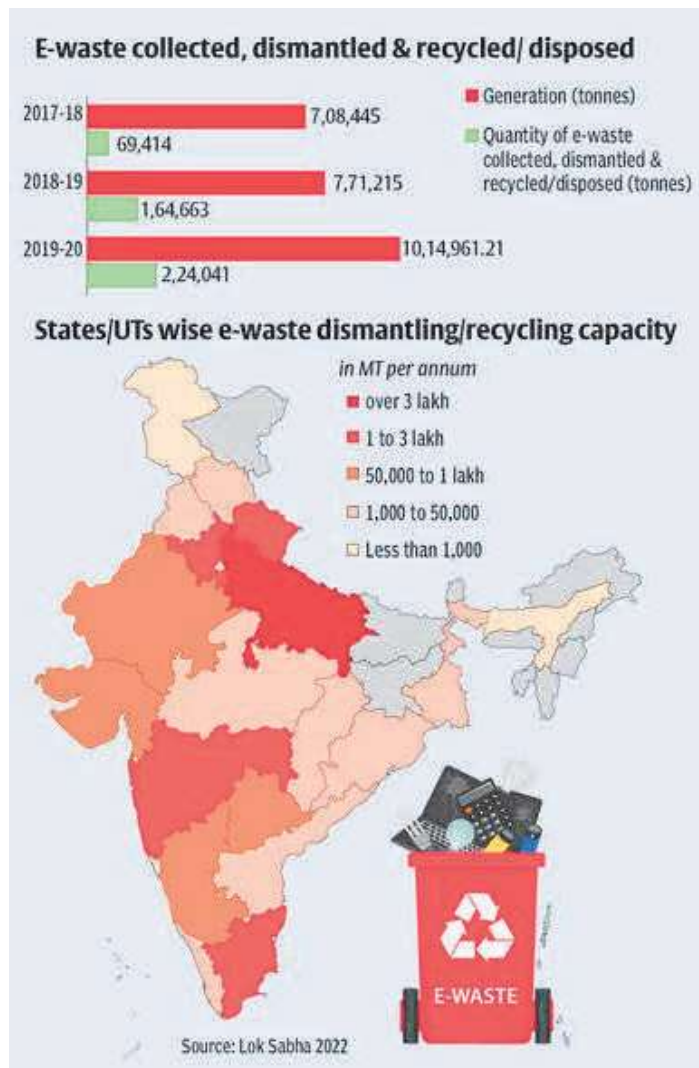 E-waste collected, dismantled & recycled/ disposed
2017-18
7,08,445
69,414
2018-19
7,71,215
1,64,663
2019-20
10,14,961.21
2,24,041
Generation (tonnes)
Quantity of e-waste
collected, dismantled &
recycled/disposed (tonnes)
States/UTs wise e-waste dismantling/recycling capacity
in MT per annum
over 3 lakh
1 to 3 lakh
50,000 to 1 lakh
1,000 to 50,000
Less than 1,000
E-WASTE
Source: Lok Sabha 2022